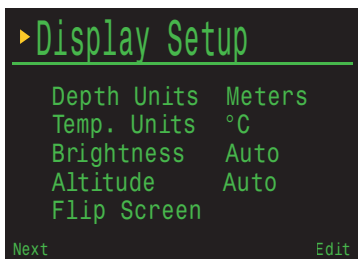 Display Setup
Depth Units Meters
Temp. Units °C
Brightness Auto
Altitude Auto
Flip Screen
Next Edit